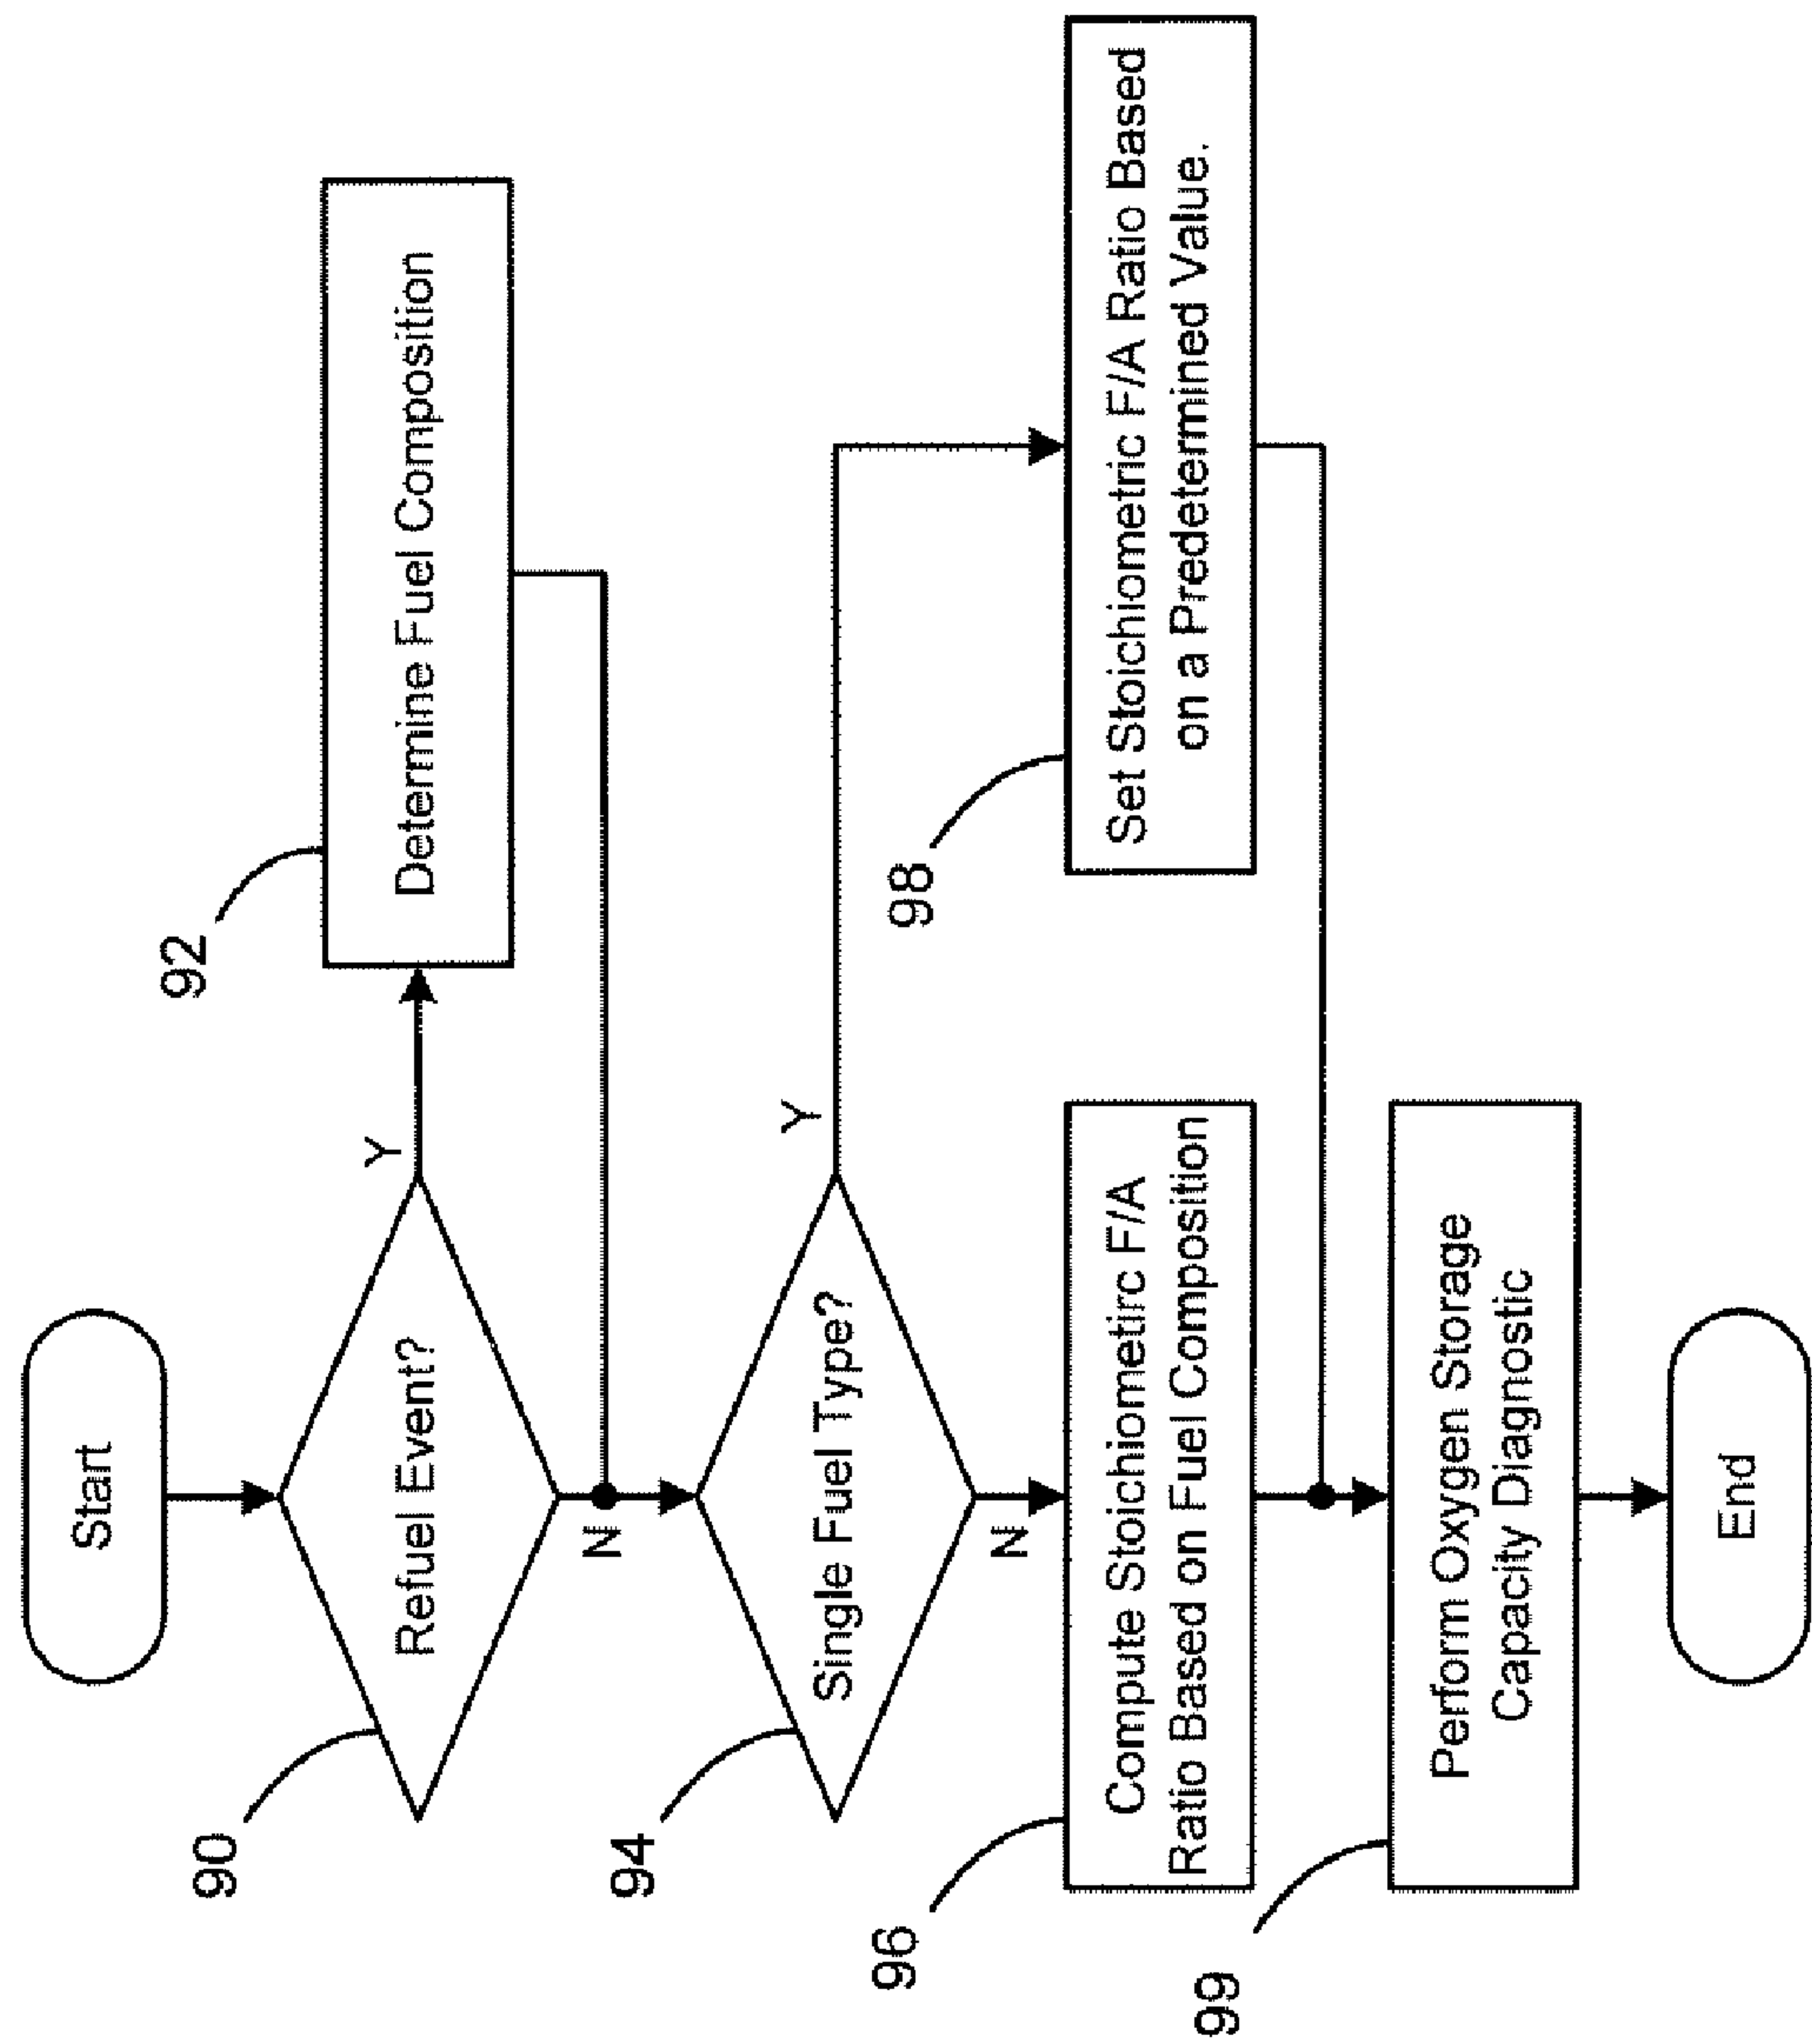 Start
90
Refuel Event?
Y
92
Determine Fuel Composition
N
94
Single Fuel Type?
Y
N
96
Compute Stoichiometirc F/A
Ratio Based on Fuel Composition
98
Set Stoichiometric F/A Ratio Based
on a Predetermined Value.
99
Perform Oxygen Storage
Capacity Diagnostic
End